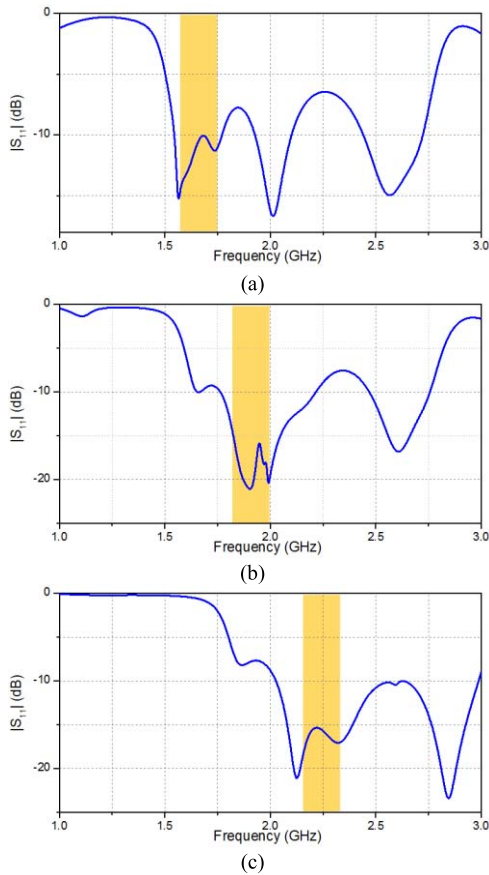 0
-10
|S11| (dB)
1.0 1.5 2.0 2.5 3.0
Frequency (GHz)
(a)
0
-10
-20
|S11| (dB)
1.0 1.5 2.0 2.5 3.0
Frequency (GHz)
(b)
0
-10
-20
|S11| (dB)
1.0 1.5 2.0 2.5 3.0
Frequency (GHz)
(c)